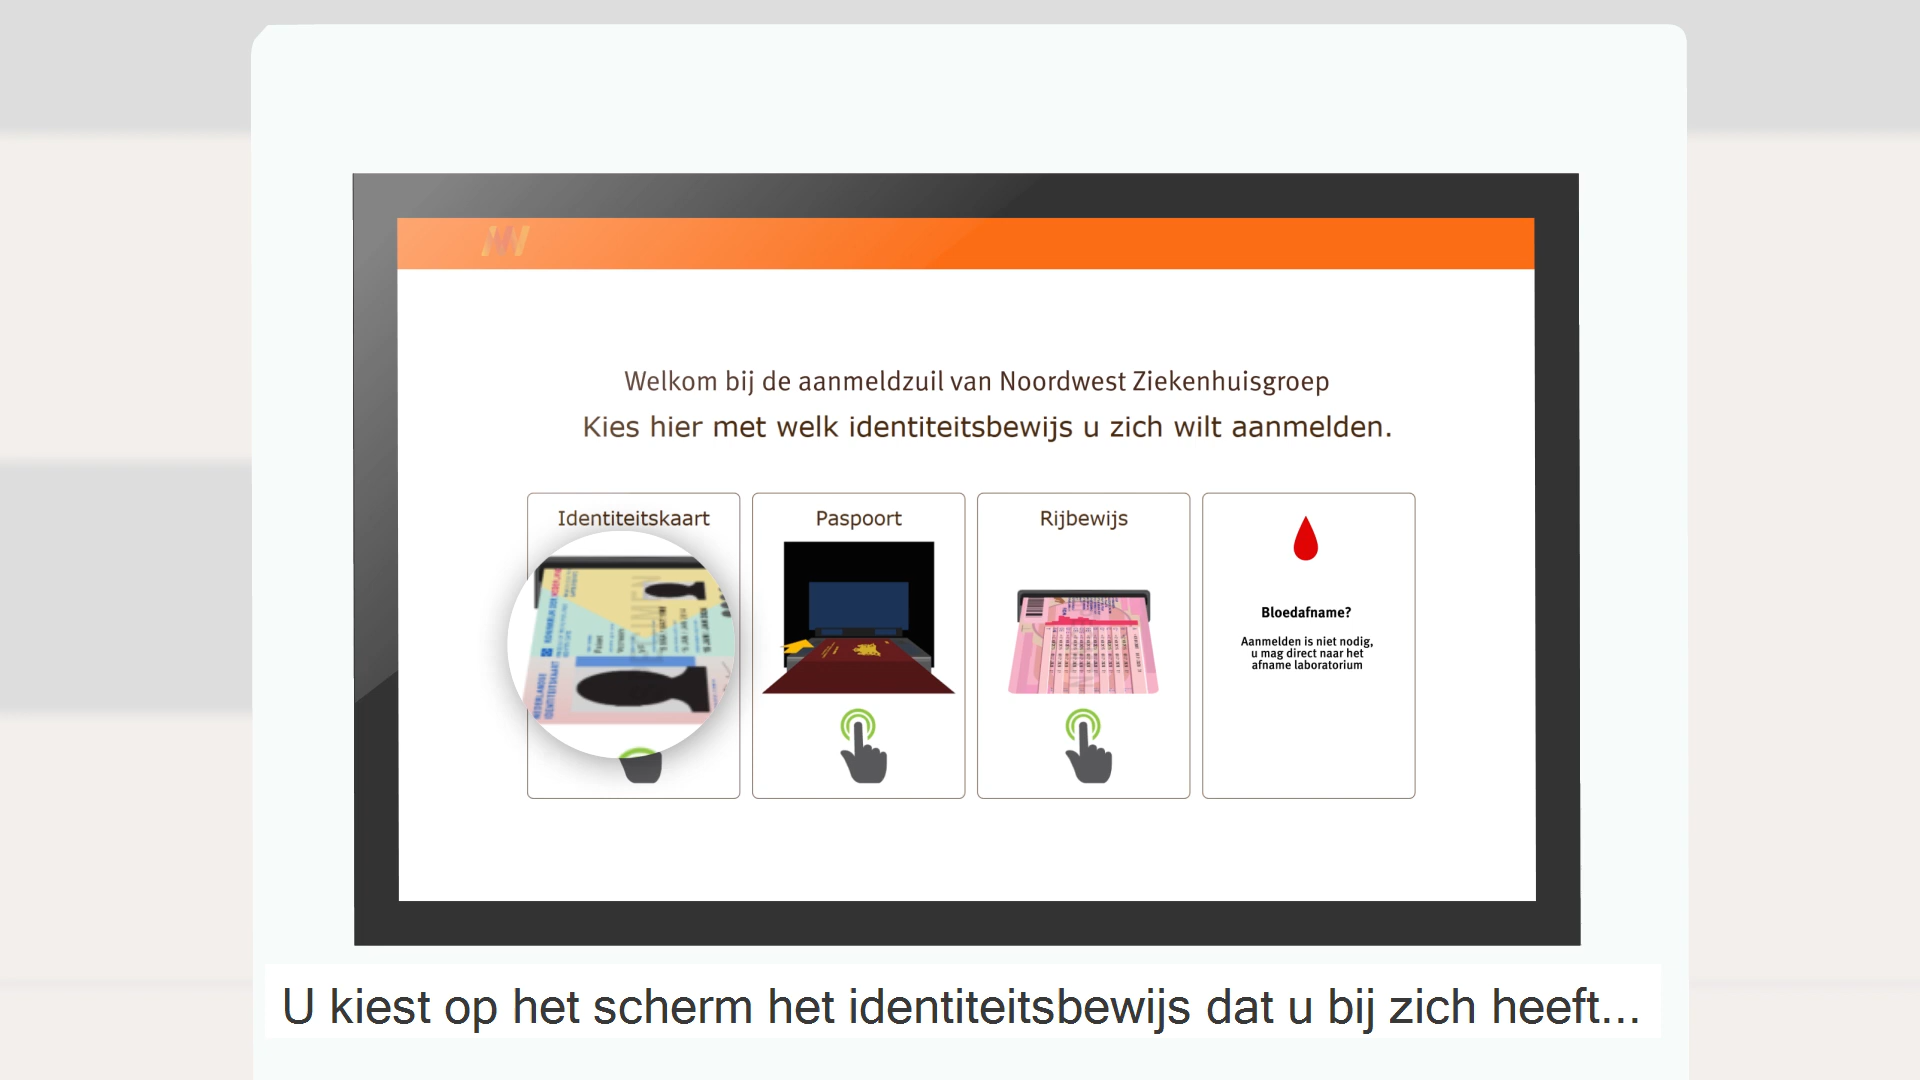 Welkom bij de aanmeldzuil van Noordwest Ziekenhuisgroep
Kies hier met welk identiteitsbewijs u zich wilt aanmelden.
Identiteitskaart
Paspoort
Rijbewijs
NEDERLANDSE
IDENTITEITSKAART
Bloedafname?
Aanmelden is niet nodig,
u mag direct naar het
afname laboratorium
U kiest op het scherm het identiteitsbewijs dat u bij zich heeft...